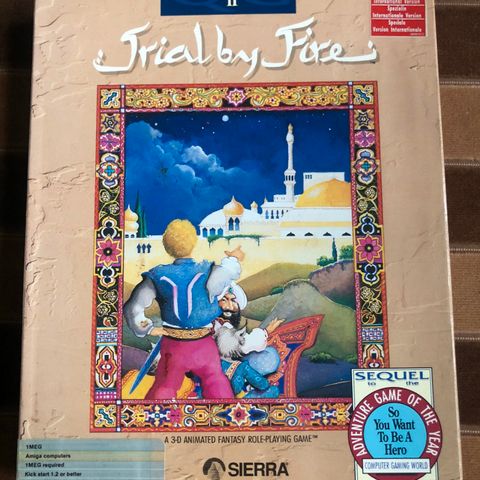 II
International Version
Spezielle
Internationale Version
Speciale
Version Internationale
Trial by Fire
SEQUEL
to the
ADVENTURE GAME OF THE YEAR
So
You Want
To Be A
Hero
COMPUTER GAMING WORLD
A 3-D ANIMATED FANTASY ROLE-PLAYING GAME™
1MEG
Amiga computers
1MEG required
Kick start 1.2 or better
SIERRA